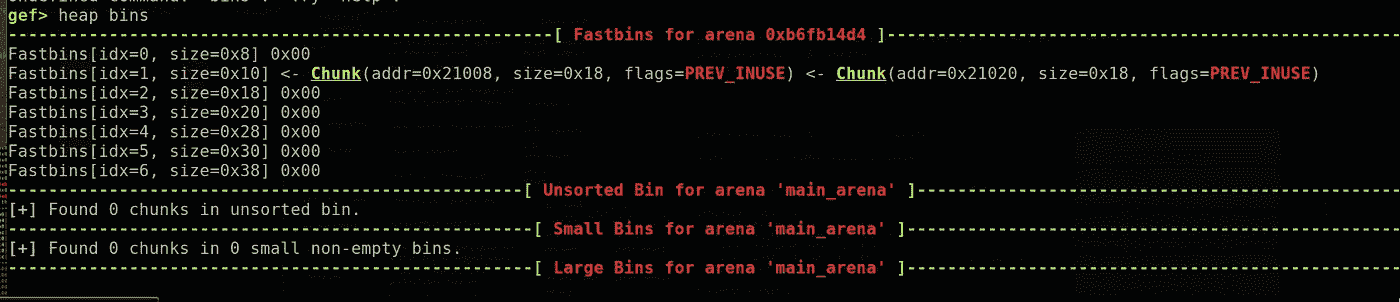 gef> heap bins
[ Fastbins for arena 0xb6fb14d4 ]
Fastbins[idx=0, size=0x8] 0x00
Fastbins[idx=1, size=0x10] <- Chunk(addr=0x21008, size=0x18, flags=PREV_INUSE) <- Chunk(addr=0x21020, size=0x18, flags=PREV_INUSE)
Fastbins[idx=2, size=0x18] 0x00
Fastbins[idx=3, size=0x20] 0x00
Fastbins[idx=4, size=0x28] 0x00
Fastbins[idx=5, size=0x30] 0x00
Fastbins[idx=6, size=0x38] 0x00
[ Unsorted Bin for arena 'main_arena' ]
[+] Found 0 chunks in unsorted bin.
[ Small Bins for arena 'main_arena' ]
[+] Found 0 chunks in 0 small non-empty bins.
[ Large Bins for arena 'main_arena' ]